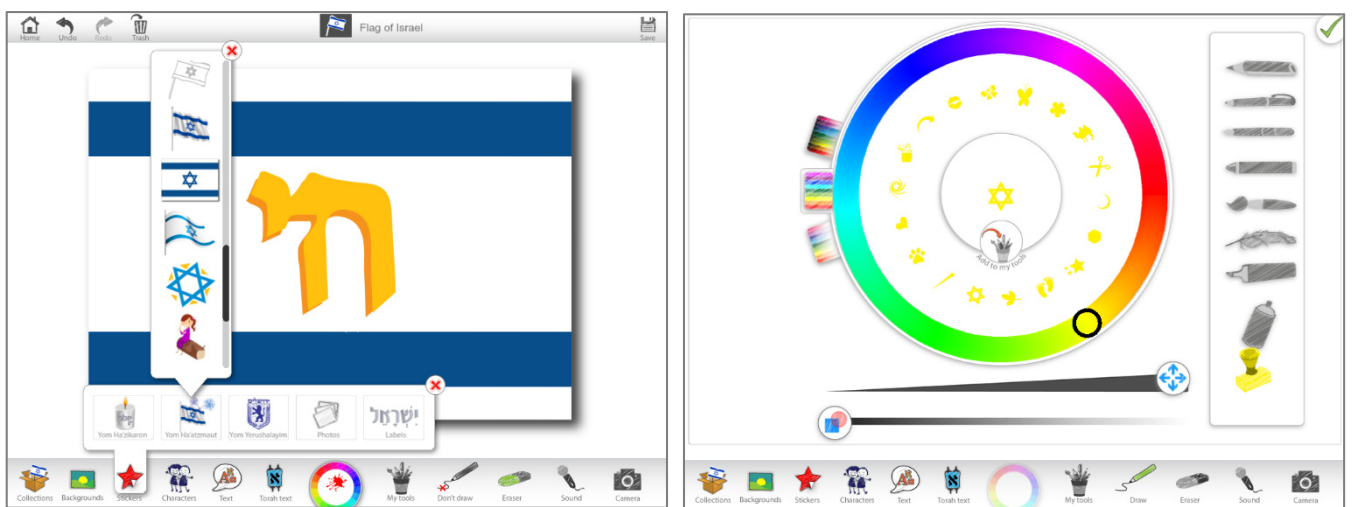 Home Undo Redo Trash Flag of Israel Save
חי
יִשְׂרָאֵל
Yom Ha'zikaron Yom Ha'atzmaut Yom Yerushalayim Photos Labels
Collections Backgrounds Stickers Characters Text Torah text My tools Don't draw Eraser Sound Camera
Add to my tools
Collections Backgrounds Stickers Characters Text Torah text My tools Draw Eraser Sound Camera